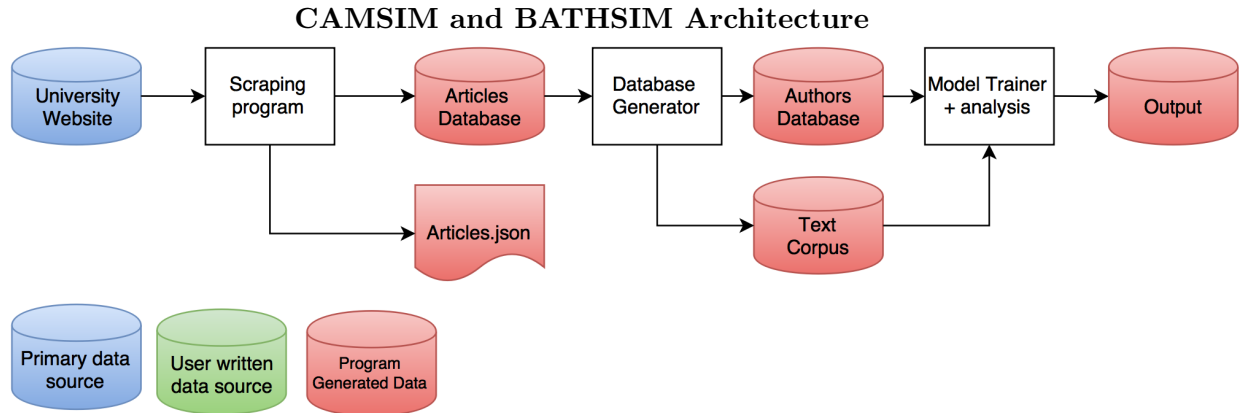 CAMSIM and BATHSIM Architecture
University
Website
Scraping
program
Articles
Database
Database
Generator
Authors
Database
Model Trainer
+ analysis
Output
Articles.json
Text
Corpus
Primary data
source
User written
data source
Program
Generated Data